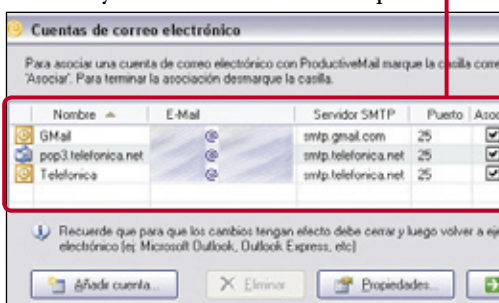 Cuentas de correo electrónico
Para asociar una cuenta de correo electrónico con ProductiveMail marque la casilla
'Asociar'. Para terminar la asociación desmarque la casilla.
Nombre E-Mail Servidor SMTP Puerto
GMail @ smtp.gmail.com 25
pop3.telefonica.net @ smtp.telefonica.net 25
Telefonica @ smtp.telefonica.net 25
Recuerde que para que los cambios tengan efecto debe cerrar y luego volver a
electrónico (ej: Microsoft Outlook, Outlook Express, etc)
Añadir cuenta... Eliminar Propiedades...